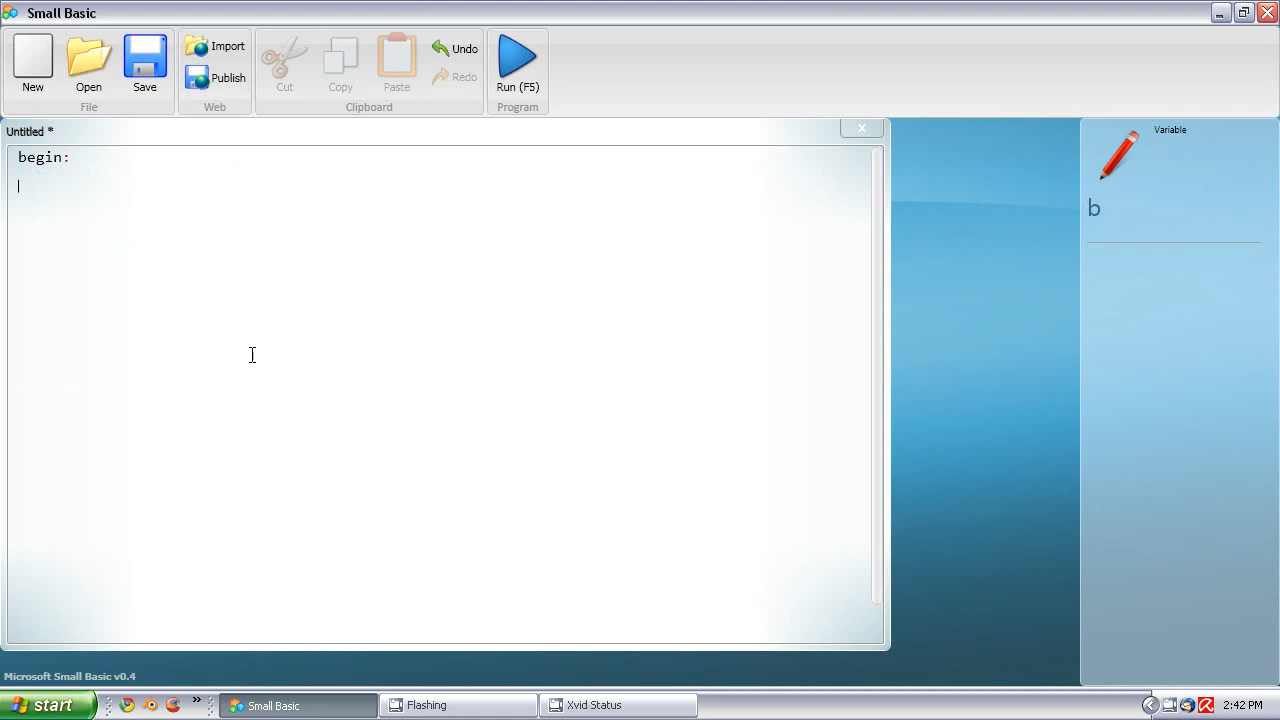 Small Basic
New
Open
Save
File
Import
Publish
Web
Cut
Copy
Paste
Undo
Redo
Clipboard
Run (F5)
Program
Untitled *
x
begin:
Variable
b
Microsoft Small Basic v0.4
start
»
Small Basic
Flashing
Xvid Status
2:42 PM